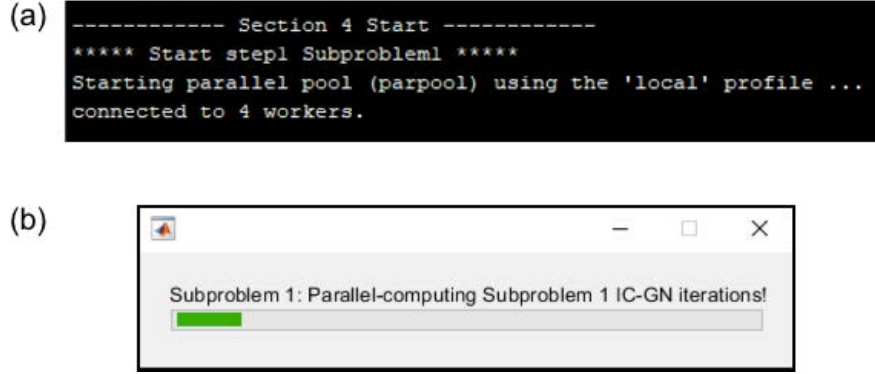 (a)
------------ Section 4 Start ------------
***** Start step1 Subproblem1 *****
Starting parallel pool (parpool) using the 'local' profile ...
connected to 4 workers.
(b)
Subproblem 1: Parallel-computing Subproblem 1 IC-GN iterations!